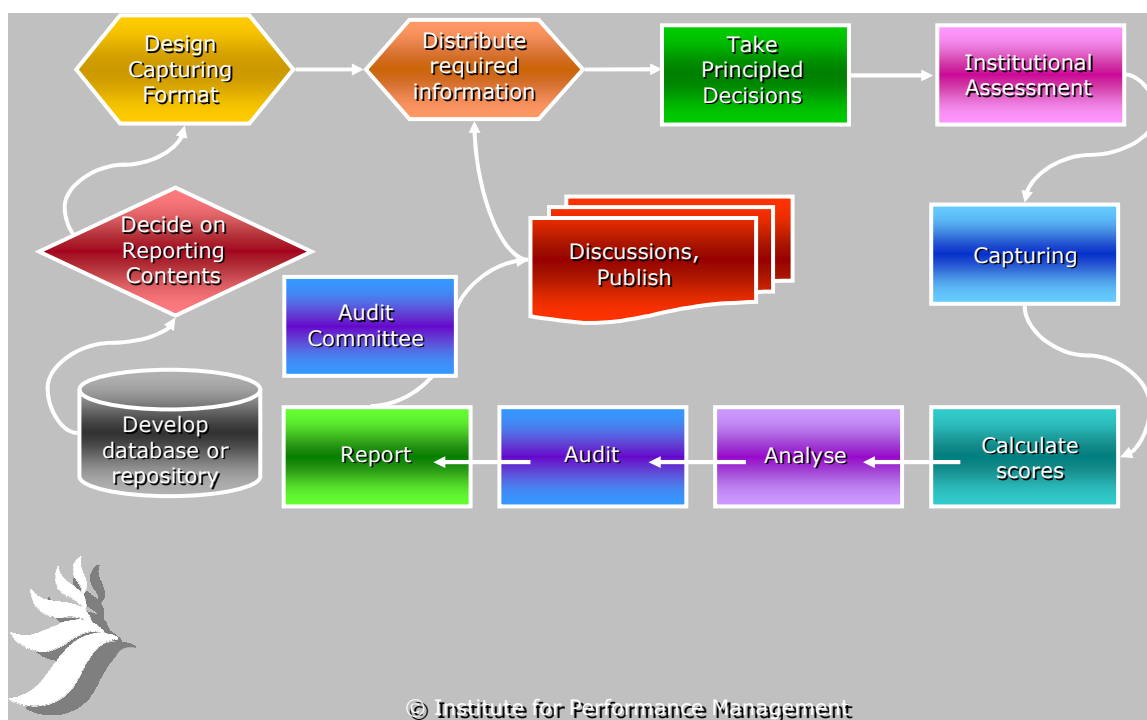 Design
Capturing
Format
Distribute
required
information
Take
Principled
Decisions
Institutional
Assessment
Decide on
Reporting
Contents
Discussions,
Publish
Capturing
Audit
Committee
Develop
database or
repository
Report
Audit
Analyse
Calculate
scores
© Institute for Performance Management